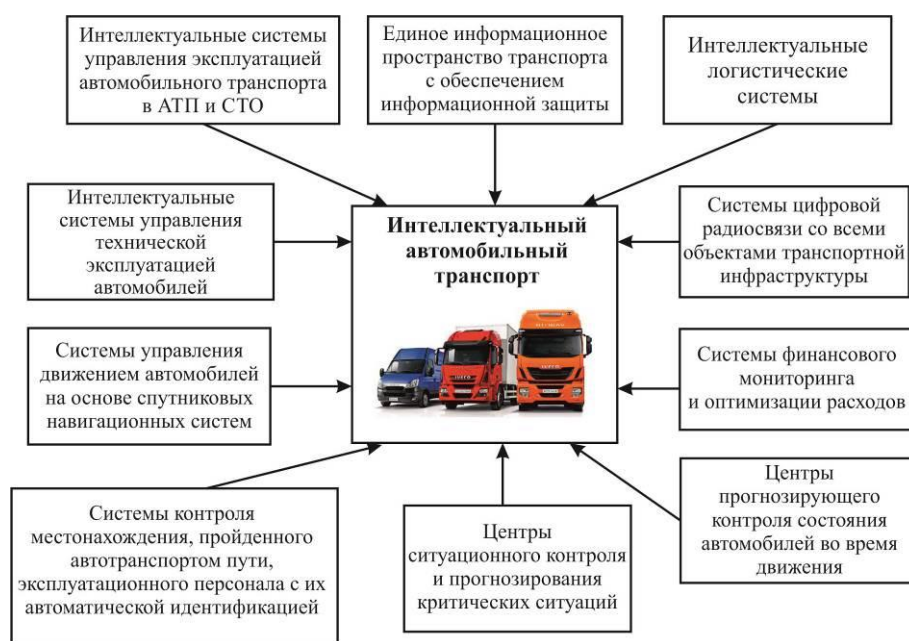 Интеллектуальные системы
управления эксплуатацией
автомобильного транспорта
в АТП и СТО
Единое информационное
пространство транспорта
с обеспечением
информационной защиты
Интеллектуальные
логистические
системы
Интеллектуальные
системы управления
технической
эксплуатацией
автомобилей
Интеллектуальный
автомобильный
транспорт
Системы цифровой
радиосвязи со всеми
объектами транспортной
инфраструктуры
Системы управления
движением автомобилей
на основе спутниковых
навигационных систем
Системы финансового
мониторинга
и оптимизации расходов
Системы контроля
местонахождения, пройденного
автотранспортом пути,
эксплуатационного персонала с их
автоматической идентификацией
Центры
ситуационного контроля
и прогнозирования
критических ситуаций
Центры
прогнозирующего
контроля состояния
автомобилей во время
движения